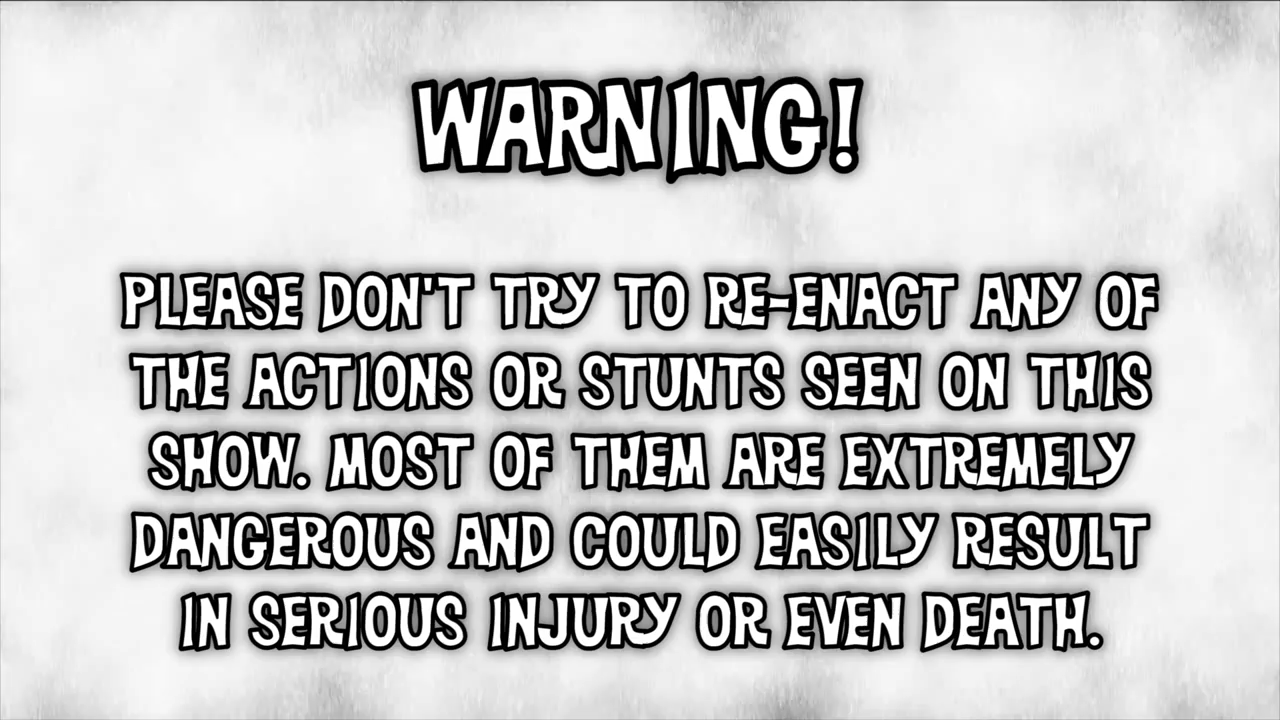 WARNING!
PLEASE DON'T TRY TO RE-ENACT ANY OF
THE ACTIONS OR STUNTS SEEN ON THIS
SHOW. MOST OF THEM ARE EXTREMELY
DANGEROUS AND COULD EASILY RESULT
IN SERIOUS INJURY OR EVEN DEATH.